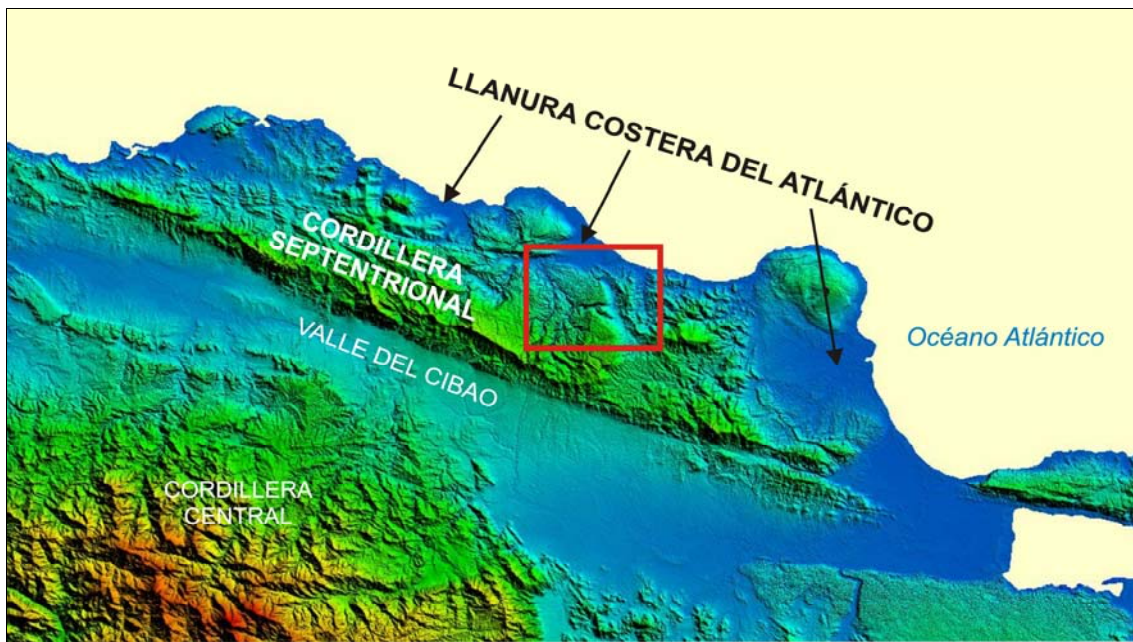 LLANURA COSTERA DEL ATLÁNTICO
CORDILLERA
SEPTENTRIONAL
VALLE DEL CIBAO
Océano Atlántico
CORDILLERA
CENTRAL